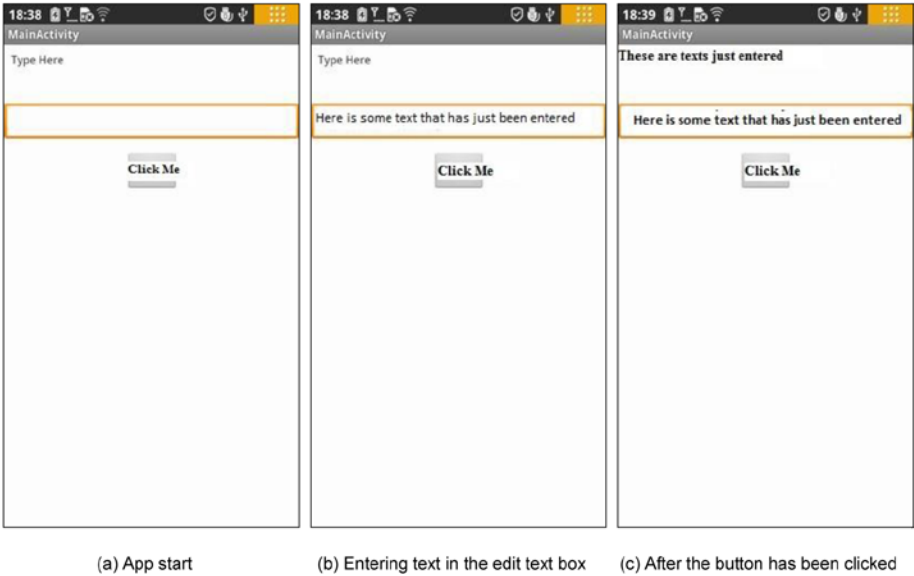 18:38
MainActivity
Type Here
Click Me
18:38
MainActivity
Type Here
Here is some text that has just been entered
Click Me
18:39
MainActivity
These are texts just entered
Here is some text that has just been entered
Click Me
(a) App start
(b) Entering text in the edit text box
(c) After the button has been clicked